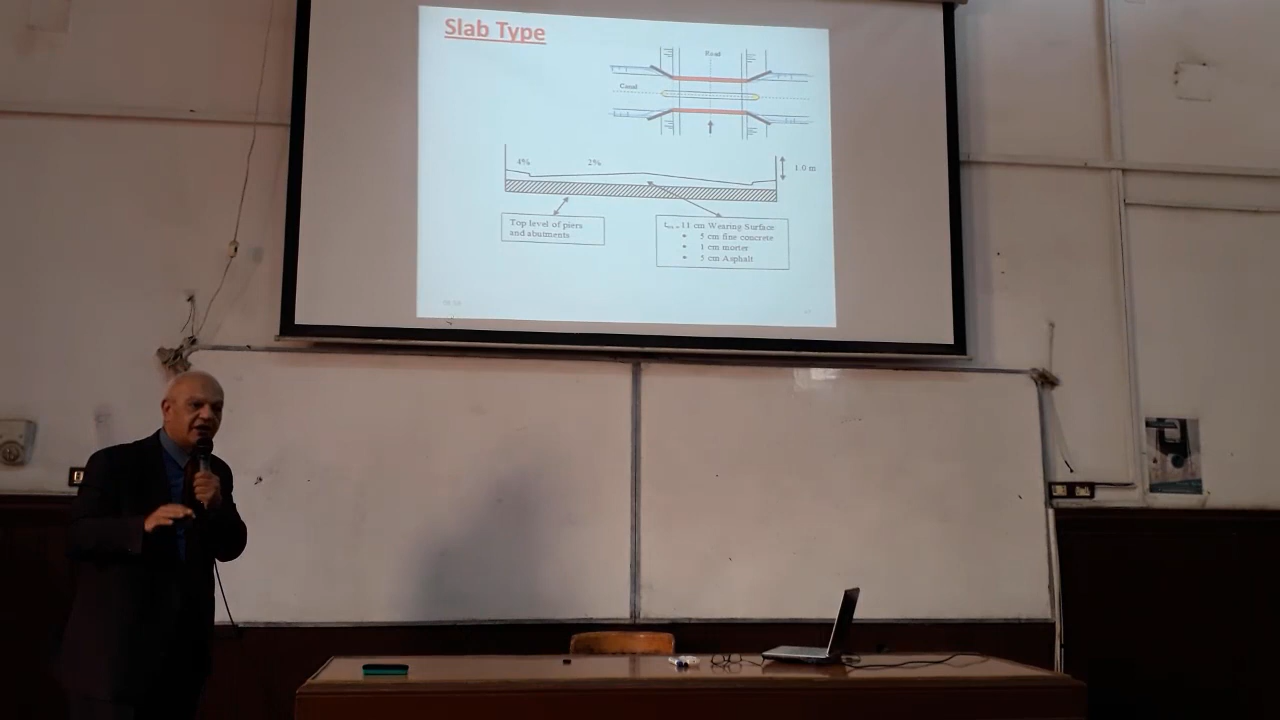 Slab Type
Road
Canal
4%
2%
1.0 m
Top level of piers
and abutments
11 cm Wearing Surface
• 5 cm fine concrete
• 1 cm morter
• 5 cm Asphalt